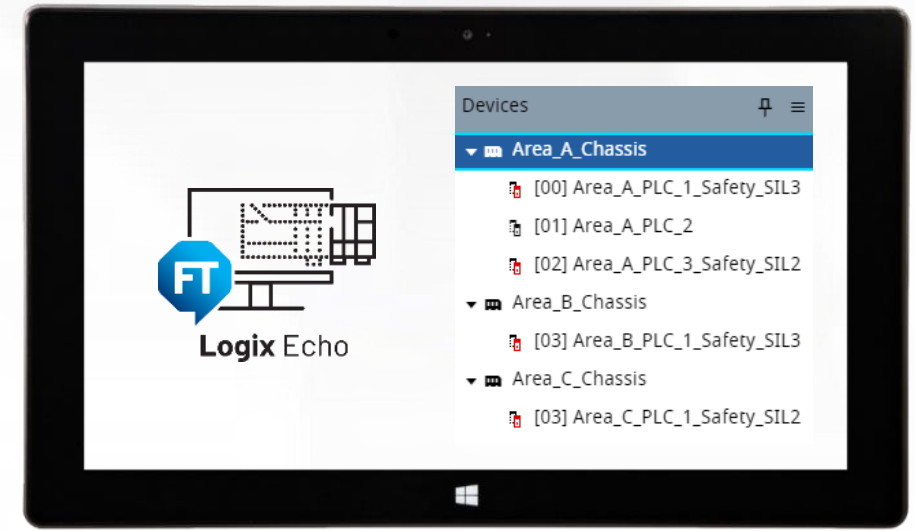 FT
Logix Echo
Devices
Area_A_Chassis
[00] Area_A_PLC_1_Safety_SIL3
[01] Area_A_PLC_2
[02] Area_A_PLC_3_Safety_SIL2
Area_B_Chassis
[03] Area_B_PLC_1_Safety_SIL3
Area_C_Chassis
[03] Area_C_PLC_1_Safety_SIL2